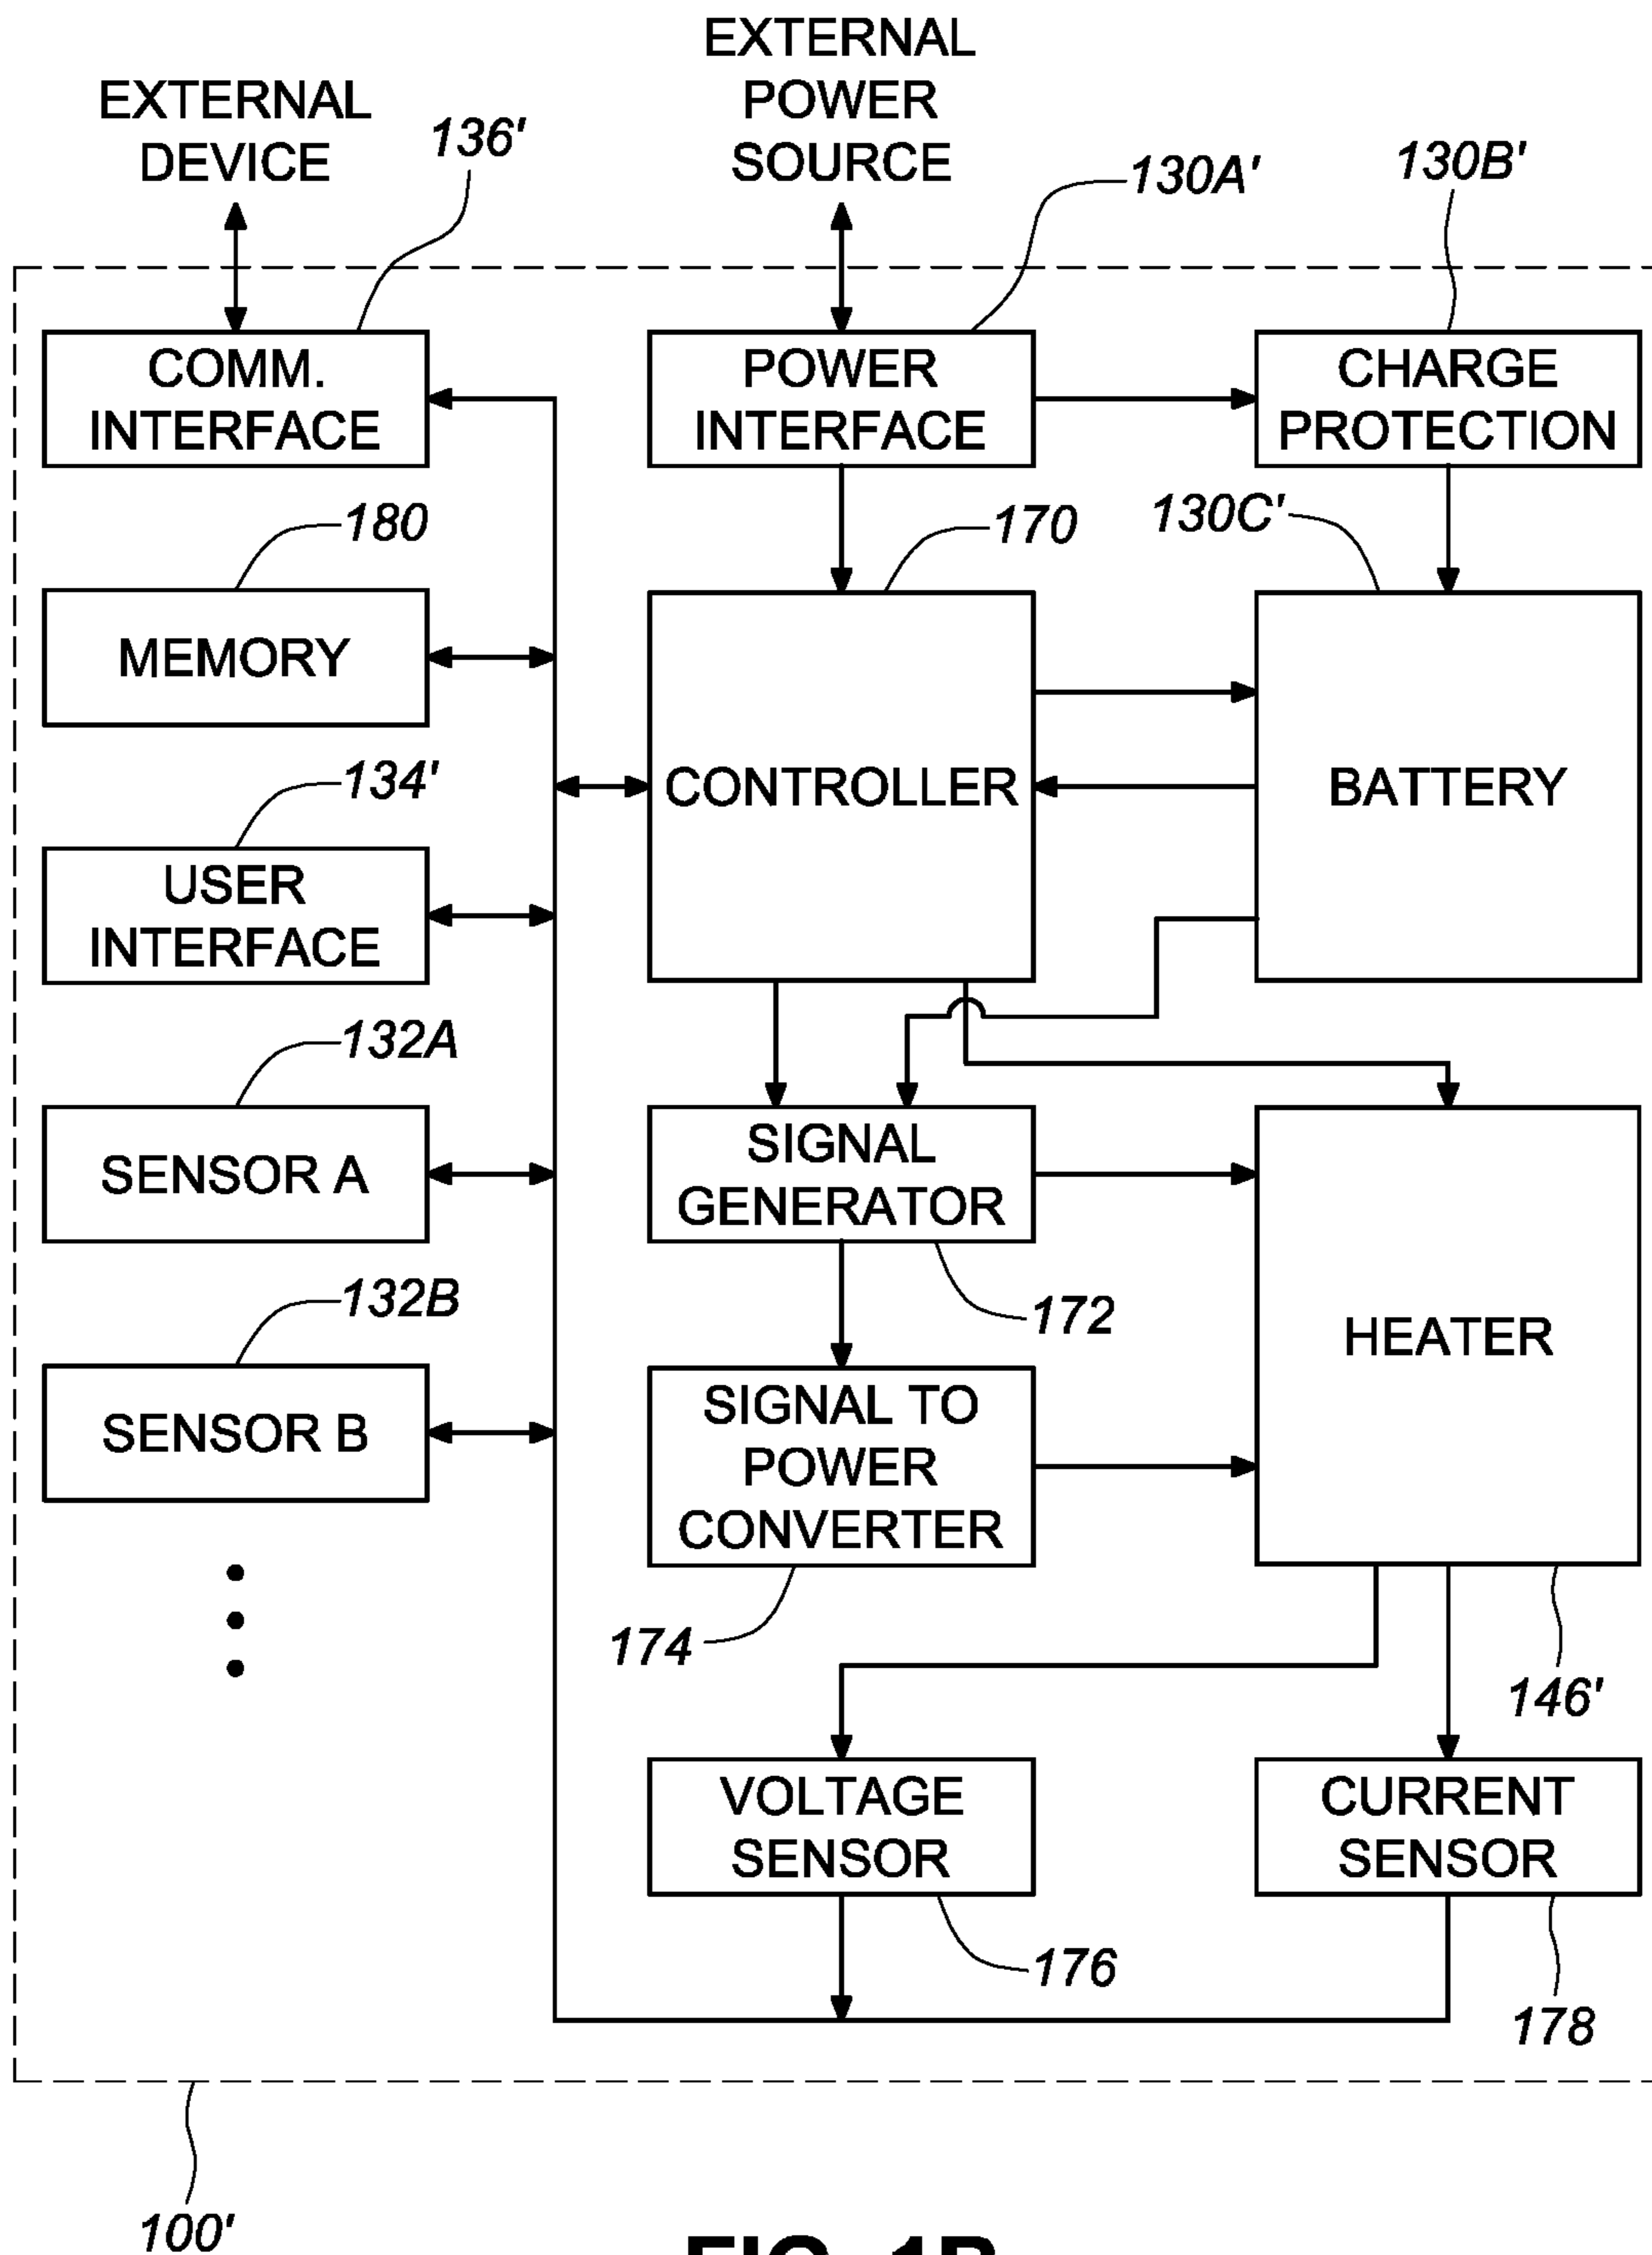 EXTERNAL
DEVICE
136'
EXTERNAL
POWER
SOURCE
130A'
130B'
COMM.
INTERFACE
POWER
INTERFACE
CHARGE
PROTECTION
180
170
130C'
MEMORY
CONTROLLER
BATTERY
134'
USER
INTERFACE
132A
SENSOR A
SIGNAL
GENERATOR
172
HEATER
132B
SENSOR B
SIGNAL TO
POWER
CONVERTER
174
146'
VOLTAGE
SENSOR
CURRENT
SENSOR
176
178
100'
FIG. 1B